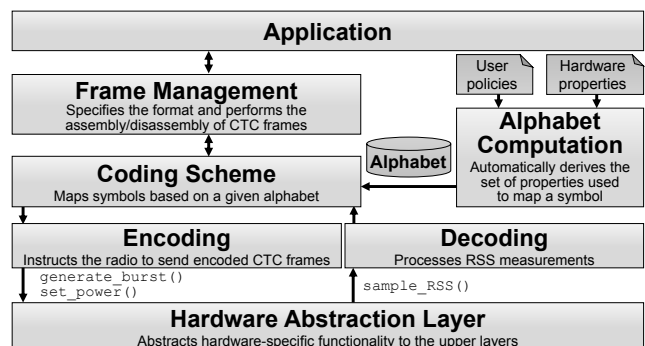 Application
Frame Management
Specifies the format and performs the
assembly/disassembly of CTC frames
User
policies
Hardware
properties
Alphabet
Computation
Automatically derives the
set of properties used
to map a symbol
Alphabet
Coding Scheme
Maps symbols based on a given alphabet
Encoding
Instructs the radio to send encoded CTC frames
Decoding
Processes RSS measurements
generate_burst()
set_power()
sample_RSS()
Hardware Abstraction Layer
Abstracts hardware-specific functionality to the upper layers